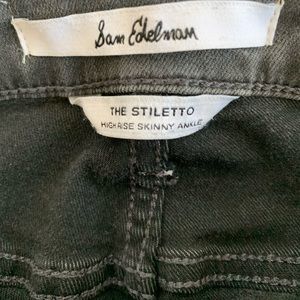 Sam Edelman
THE STILETTO
HIGH RISE SKINNY ANKLE